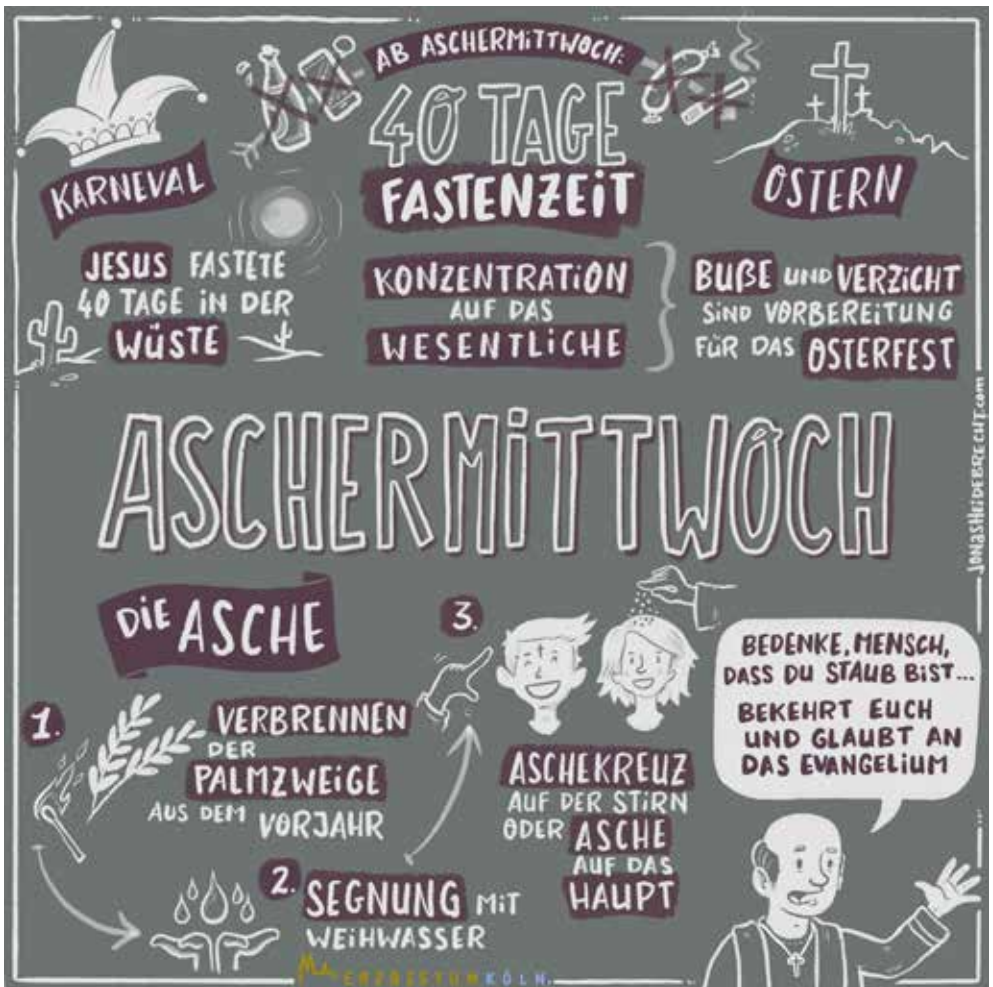 AB ASCHERMiTTWOCH:
40 TAGE
FASTENZEiT
KARNEVAL
OSTERN
JESUS FASTETE
40 TAGE iN DER
WÜSTE
KONZENTRATiON
AUF DAS
WESENTLiCHE
BUßE UND VERZiCHT
SiND VORBEREiTUNG
FÜR DAS OSTERFEST
JONASHEiDEBRECHT.com
ASCHERMiTTWOCH
DiE ASCHE
1.
VERBRENNEN
DER
PALMZWEiGE
AUS DEM VORJAHR
2. SEGNUNG MiT
WEiHWASSER
3.
ASCHEKREUZ
AUF DER STiRN
ODER ASCHE
AUF DAS
HAUPT
BEDENKE, MENSCH,
DASS DU STAUB BiST...
BEKEHRT EUCH
UND GLAUBT AN
DAS EVANGELiUM
ERZBISTUM KÖLN